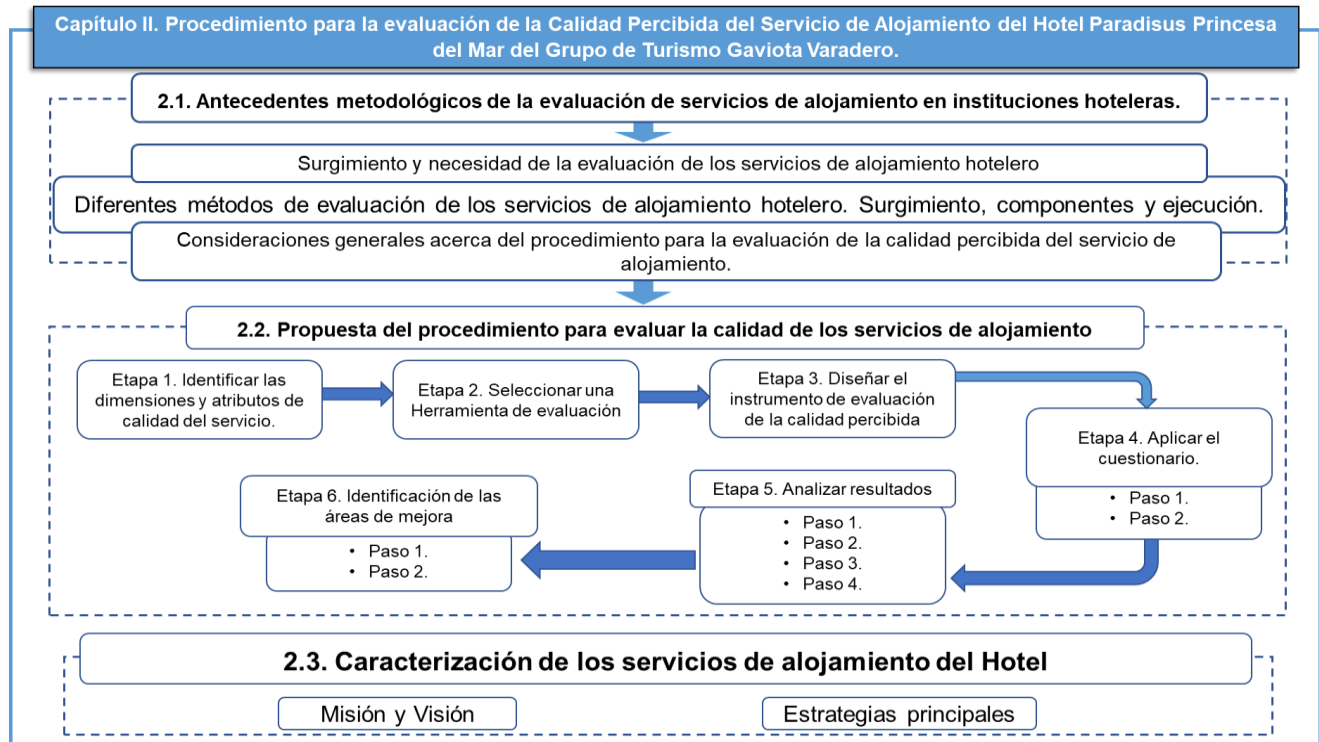 Capítulo II. Procedimiento para la evaluación de la Calidad Percibida del Servicio de Alojamiento del Hotel Paradisus Princesa
del Mar del Grupo de Turismo Gaviota Varadero.
2.1. Antecedentes metodológicos de la evaluación de servicios de alojamiento en instituciones hoteleras.
Surgimiento y necesidad de la evaluación de los servicios de alojamiento hotelero
Diferentes métodos de evaluación de los servicios de alojamiento hotelero. Surgimiento, componentes y ejecución.
Consideraciones generales acerca del procedimiento para la evaluación de la calidad percibida del servicio de
alojamiento.
2.2. Propuesta del procedimiento para evaluar la calidad de los servicios de alojamiento
Etapa 1. Identificar las
dimensiones y atributos de
calidad del servicio.
Etapa 2. Seleccionar una
Herramienta de evaluación
Etapa 3. Diseñar el
instrumento de evaluación
de la calidad percibida
Etapa 4. Aplicar el
cuestionario.
• Paso 1.
• Paso 2.
Etapa 5. Analizar resultados
• Paso 1.
• Paso 2.
• Paso 3.
• Paso 4.
Etapa 6. Identificación de las
áreas de mejora
• Paso 1.
• Paso 2.
2.3. Caracterización de los servicios de alojamiento del Hotel
Misión y Visión
Estrategias principales